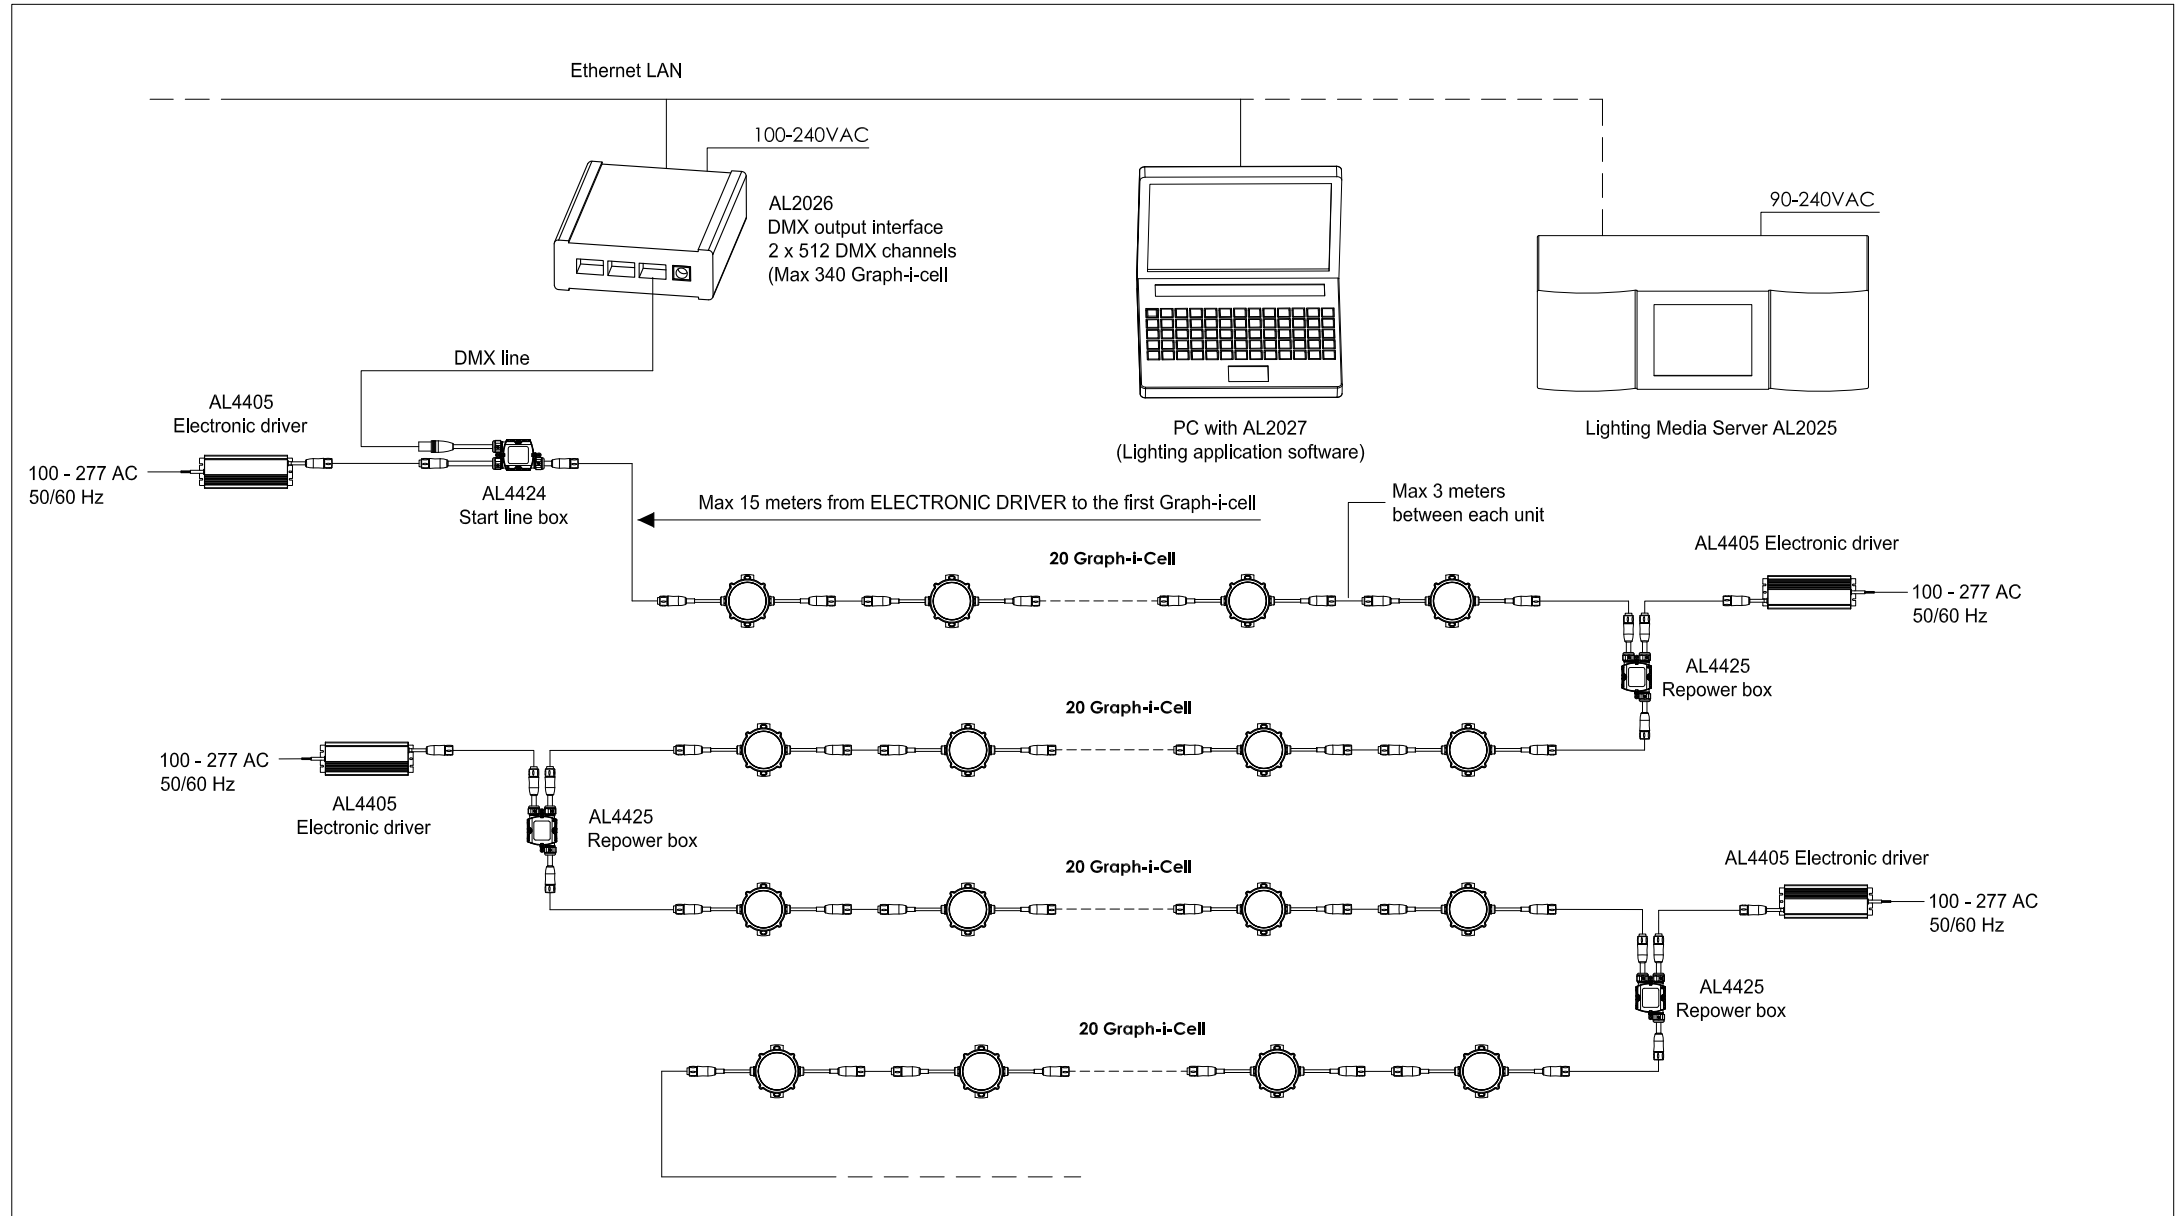 Ethernet LAN
100-240VAC
AL2026
DMX output interface
2 x 512 DMX channels
(Max 340 Graph-i-cell
90-240VAC
DMX line
AL4405
Electronic driver
100 - 277 AC
50/60 Hz
AL4424
Start line box
PC with AL2027
(Lighting application software)
Lighting Media Server AL2025
Max 15 meters from ELECTRONIC DRIVER to the first Graph-i-cell
Max 3 meters
between each unit
20 Graph-i-Cell
AL4405 Electronic driver
100 - 277 AC
50/60 Hz
AL4425
Repower box
20 Graph-i-Cell
100 - 277 AC
50/60 Hz
AL4405
Electronic driver
AL4425
Repower box
20 Graph-i-Cell
AL4405 Electronic driver
100 - 277 AC
50/60 Hz
AL4425
Repower box
20 Graph-i-Cell